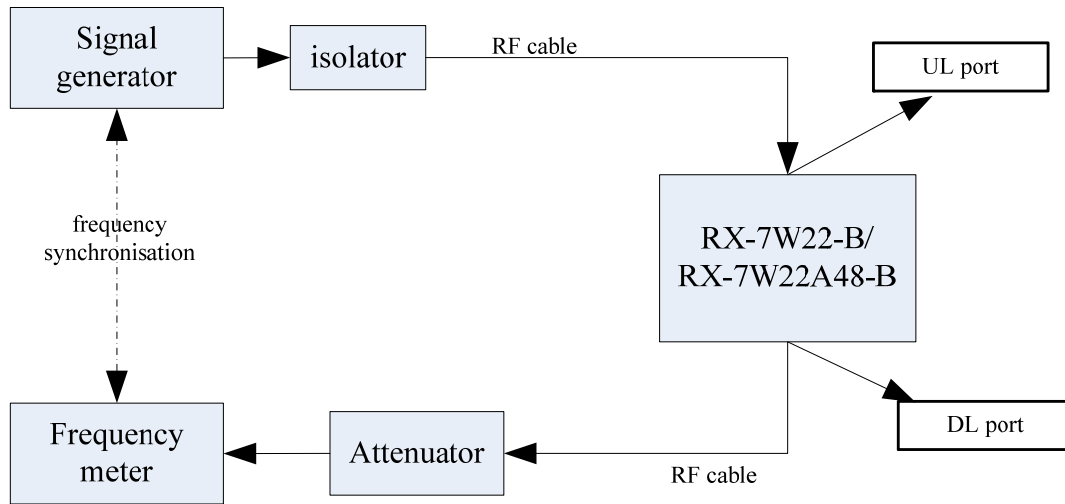 Signal
generator
isolator
RF cable
UL port
frequency
synchronisation
RX-7W22-B/
RX-7W22A48-B
Frequency
meter
Attenuator
RF cable
DL port